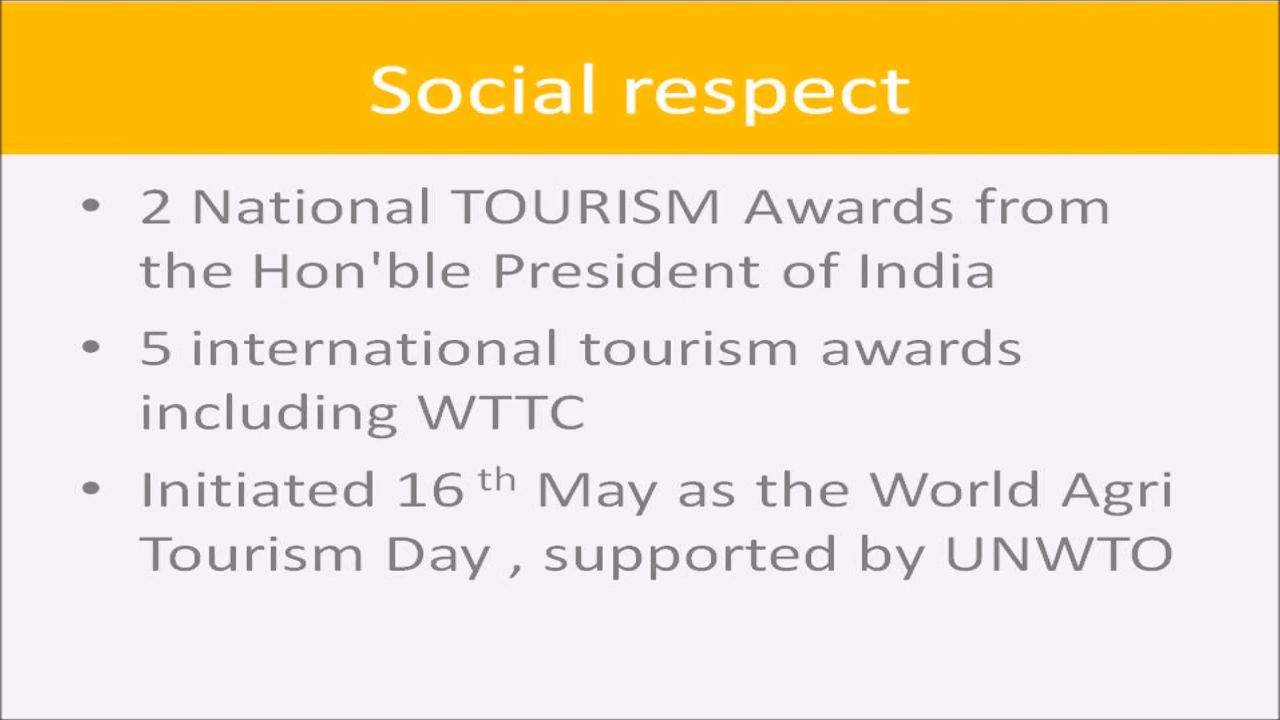 Social respect
• 2 National TOURISM Awards from
the Hon'ble President of India
• 5 international tourism awards
including WTTC
• Initiated 16 th May as the World Agri
Tourism Day , supported by UNWTO